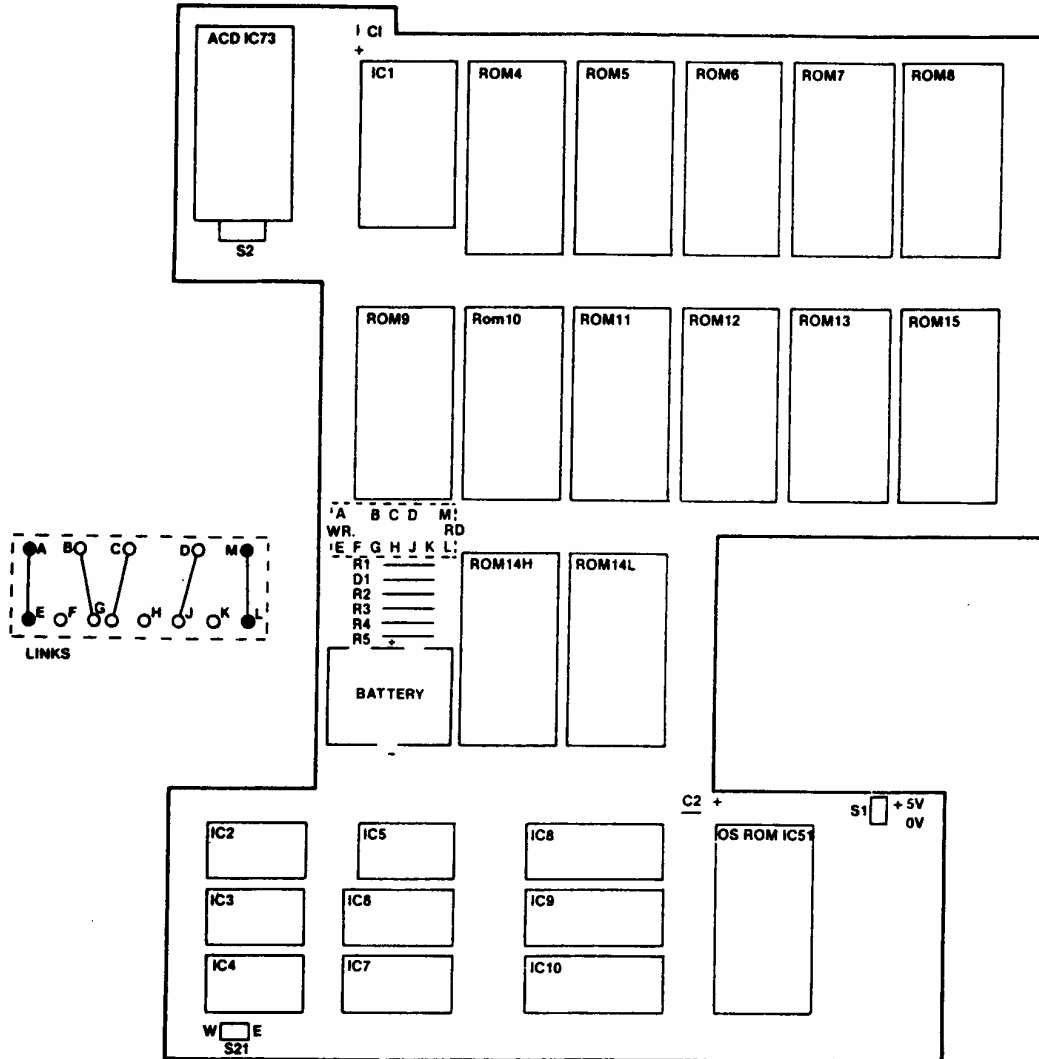 ACD IC73
CI
+
IC1
ROM4
ROM5
ROM6
ROM7
ROM8
S2
ROM9
Rom10
ROM11
ROM12
ROM13
ROM15
A B C D M
WR. RD
E F G H J K L
A B C D M
E F G H J K L
LINKS
R1
D1
R2
R3
R4
R5 +
BATTERY
-
ROM14H
ROM14L
C2 +
S1 + 5V
0V
IC2
IC5
IC8
OS ROM IC51
IC3
IC6
IC9
IC4
IC7
IC10
W E
S21